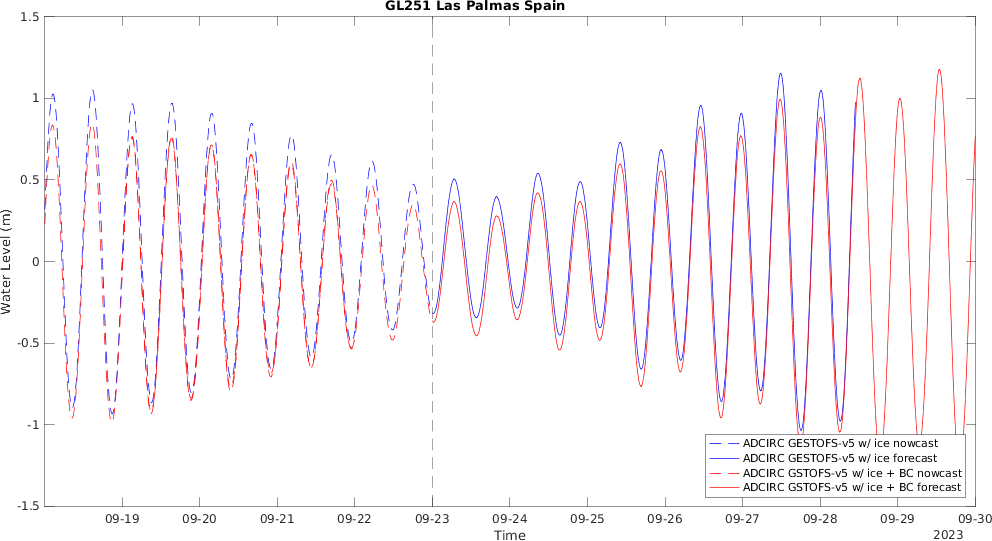 GL251 Las Palmas Spain
1.5
1
0.5
0
-0.5
-1
-1.5
Water Level (m)
ADCIRC GESTOFS-v5 w/ ice nowcast
ADCIRC GESTOFS-v5 w/ ice forecast
ADCIRC GSTOFS-v5 w/ ice + BC nowcast
ADCIRC GSTOFS-v5 w/ ice + BC forecast
09-19 09-20 09-21 09-22 09-23 09-24 09-25 09-26 09-27 09-28 09-29 09-30
Time
2023